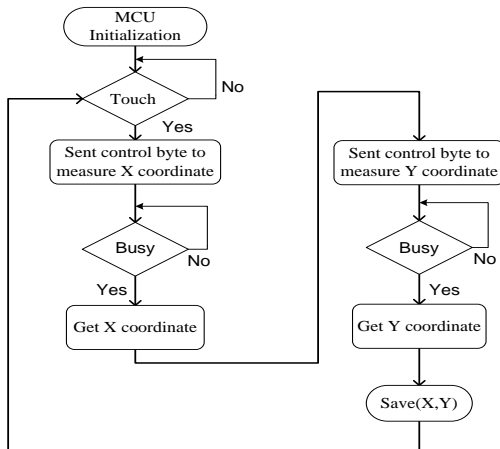 MCU
Initialization
Touch
No
Yes
Sent control byte to
measure X coordinate
Busy
No
Yes
Get X coordinate
Sent control byte to
measure Y coordinate
Busy
No
Yes
Get Y coordinate
Save(X,Y)